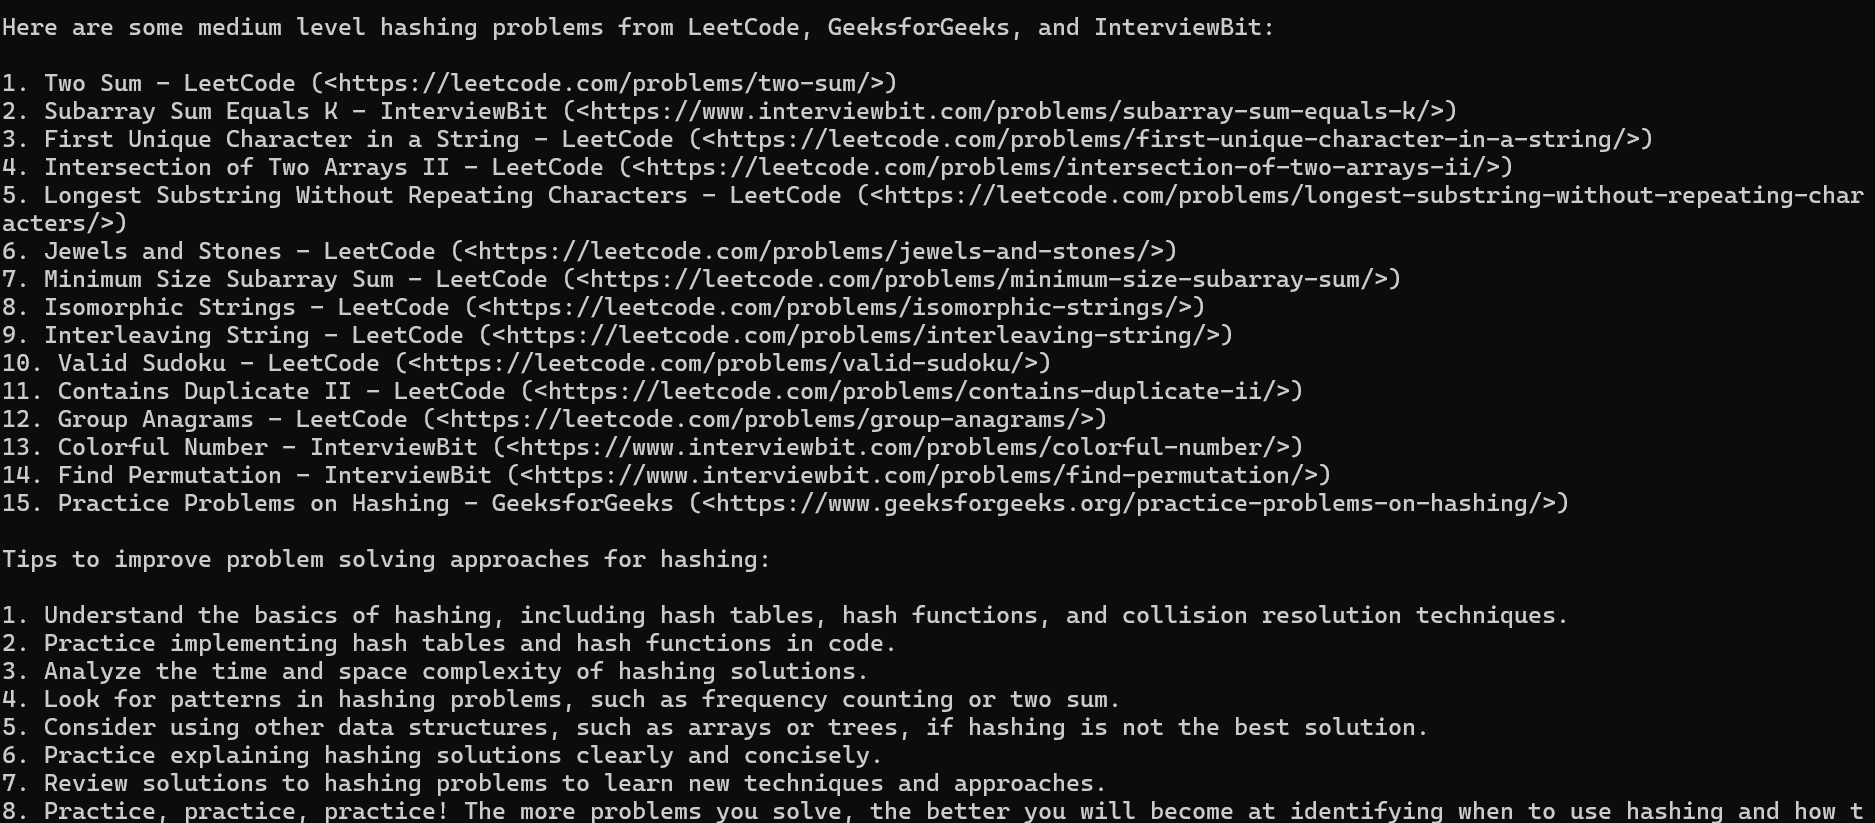 Here are some medium level hashing problems from LeetCode, GeeksforGeeks, and InterviewBit:
1. Two Sum - LeetCode (<https://leetcode.com/problems/two-sum/>)
2. Subarray Sum Equals K - InterviewBit (<https://www.interviewbit.com/problems/subarray-sum-equals-k/>)
3. First Unique Character in a String - LeetCode (<https://leetcode.com/problems/first-unique-character-in-a-string/>)
4. Intersection of Two Arrays II - LeetCode (<https://leetcode.com/problems/intersection-of-two-arrays-ii/>)
5. Longest Substring Without Repeating Characters - LeetCode (<https://leetcode.com/problems/longest-substring-without-repeating-char
acters/>)
6. Jewels and Stones - LeetCode (<https://leetcode.com/problems/jewels-and-stones/>)
7. Minimum Size Subarray Sum - LeetCode (<https://leetcode.com/problems/minimum-size-subarray-sum/>)
8. Isomorphic Strings - LeetCode (<https://leetcode.com/problems/isomorphic-strings/>)
9. Interleaving String - LeetCode (<https://leetcode.com/problems/interleaving-string/>)
10. Valid Sudoku - LeetCode (<https://leetcode.com/problems/valid-sudoku/>)
11. Contains Duplicate II - LeetCode (<https://leetcode.com/problems/contains-duplicate-ii/>)
12. Group Anagrams - LeetCode (<https://leetcode.com/problems/group-anagrams/>)
13. Colorful Number - InterviewBit (<https://www.interviewbit.com/problems/colorful-number/>)
14. Find Permutation - InterviewBit (<https://www.interviewbit.com/problems/find-permutation/>)
15. Practice Problems on Hashing - GeeksforGeeks (<https://www.geeksforgeeks.org/practice-problems-on-hashing/>)
Tips to improve problem solving approaches for hashing:
1. Understand the basics of hashing, including hash tables, hash functions, and collision resolution techniques.
2. Practice implementing hash tables and hash functions in code.
3. Analyze the time and space complexity of hashing solutions.
4. Look for patterns in hashing problems, such as frequency counting or two sum.
5. Consider using other data structures, such as arrays or trees, if hashing is not the best solution.
6. Practice explaining hashing solutions clearly and concisely.
7. Review solutions to hashing problems to learn new techniques and approaches.
8. Practice, practice, practice! The more problems you solve, the better you will become at identifying when to use hashing and how t